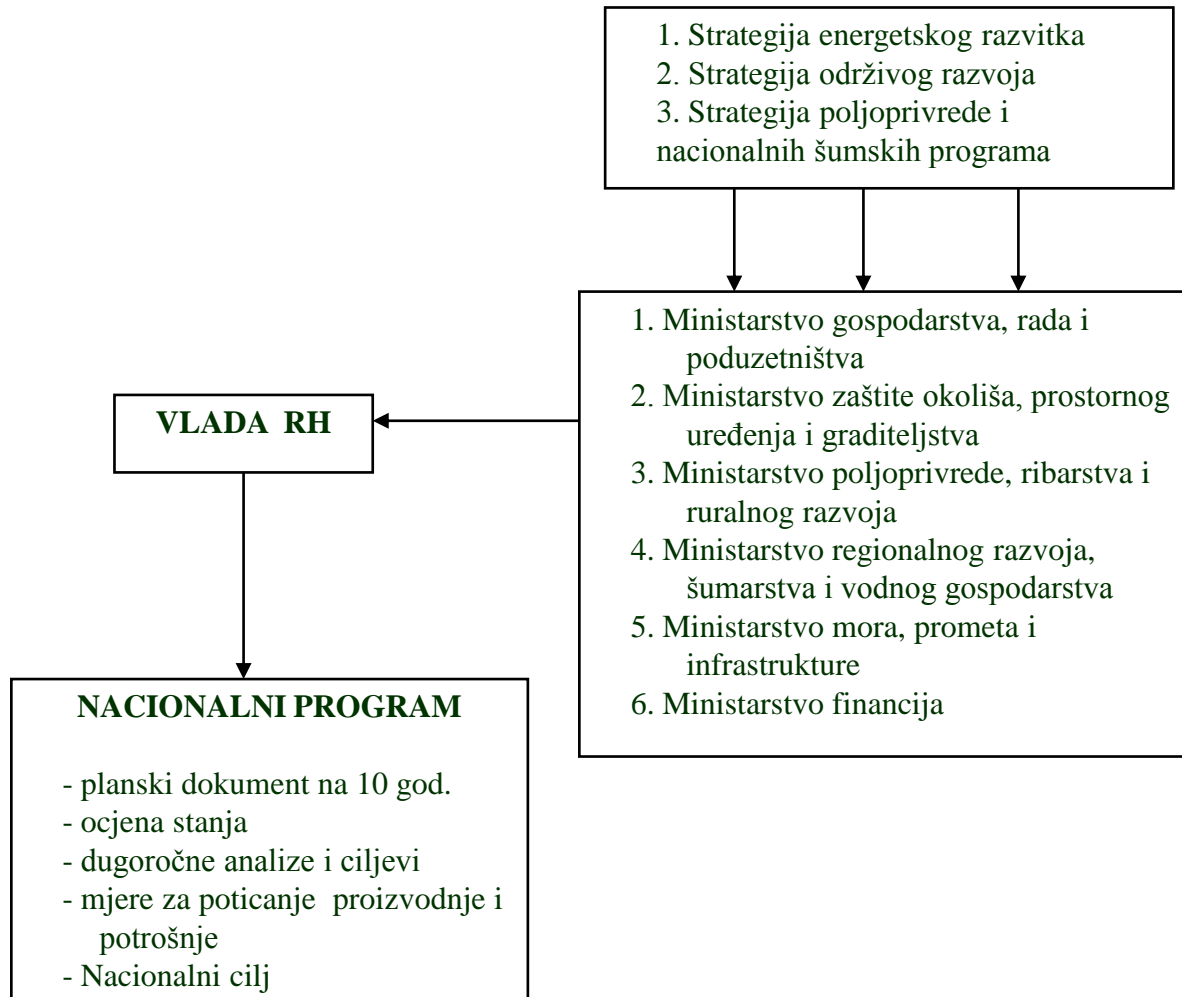 1. Strategija energetskog razvitka
2. Strategija održivog razvoja
3. Strategija poljoprivrede i
nacionalnih šumskih programa
1. Ministarstvo gospodarstva, rada i
poduzetništva
2. Ministarstvo zaštite okoliša, prostornog
uređenja i graditeljstva
3. Ministarstvo poljoprivrede, ribarstva i
ruralnog razvoja
4. Ministarstvo regionalnog razvoja,
šumarstva i vodnog gospodarstva
5. Ministarstvo mora, prometa i
infrastrukture
6. Ministarstvo financija
VLADA RH
NACIONALNI PROGRAM
- planski dokument na 10 god.
- ocjena stanja
- dugoročne analize i ciljevi
- mjere za poticanje proizvodnje i
potrošnje
- Nacionalni cilj